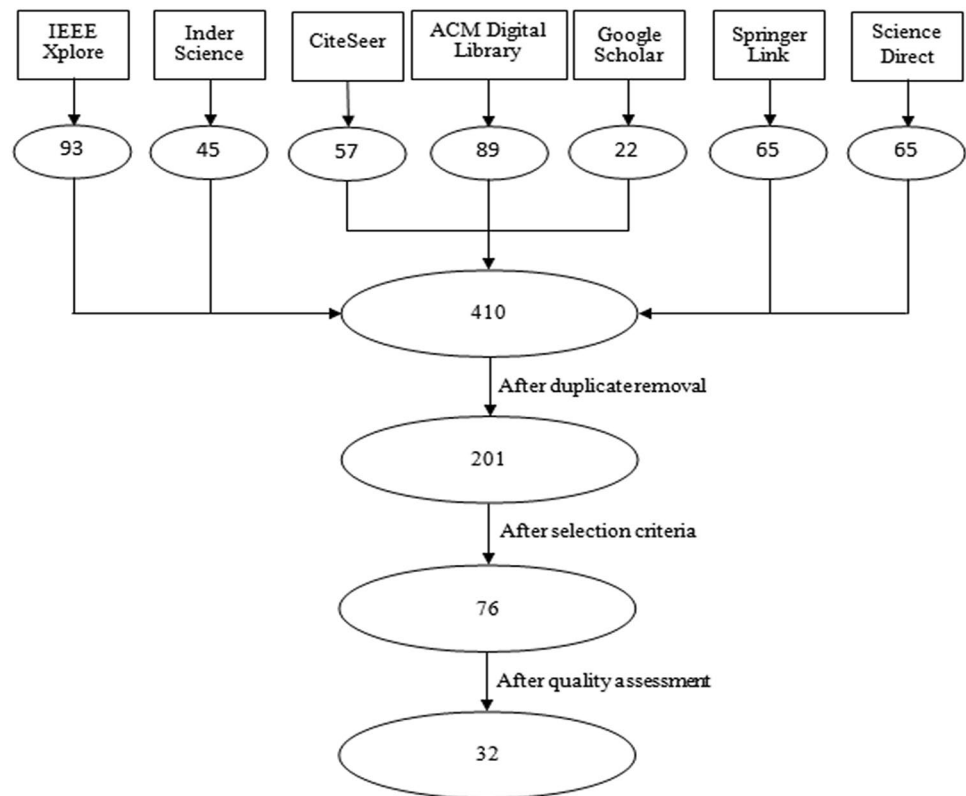 IEEE
Xplore
Inder
Science
CiteSeer
ACM Digital
Library
Google
Scholar
Springer
Link
Science
Direct
93
45
57
89
22
65
65
410
After duplicate removal
201
After selection criteria
76
After quality assessment
32